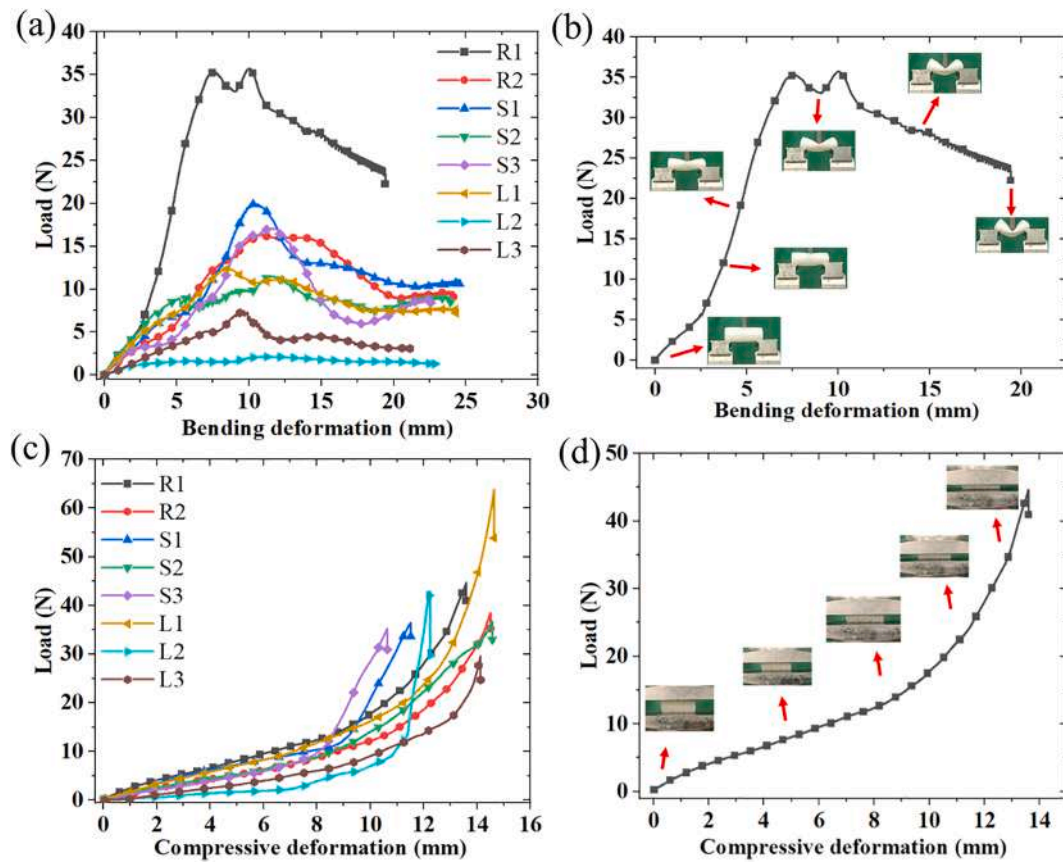 (a)
40
35
30
25
20
15
10
5
0
Load (N)
R1
R2
S1
S2
S3
L1
L2
L3
0 5 10 15 20 25 30
Bending deformation (mm)
(b)
40
35
30
25
20
15
10
5
0
Load (N)
0 5 10 15 20
Bending deformation (mm)
(c)
70
60
50
40
30
20
10
0
Load (N)
R1
R2
S1
S2
S3
L1
L2
L3
0 2 4 6 8 10 12 14 16
Compressive deformation (mm)
(d)
50
40
30
20
10
0
Load (N)
0 2 4 6 8 10 12 14
Compressive deformation (mm)